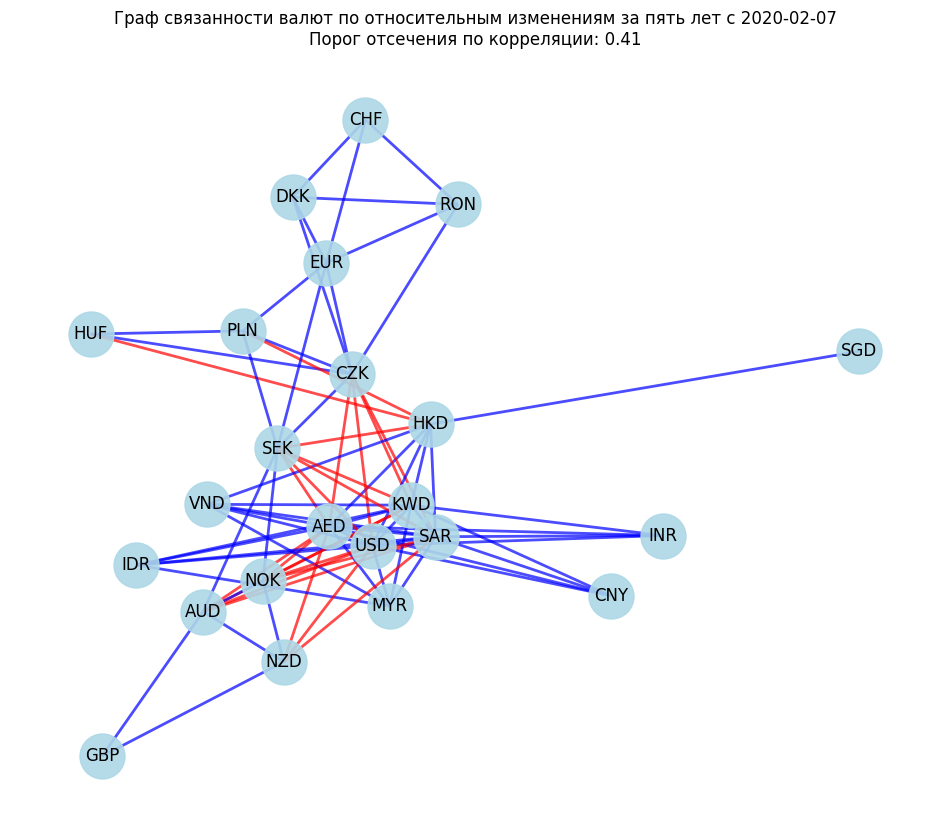 Граф связанности валют по относительным изменениям за пять лет с 2020-02-07
Порог отсечения по корреляции: 0.41
CHF
DKK
RON
EUR
PLN
HUF
SGD
CZK
HKD
SEK
VND
KWD
AED
SAR
INR
USD
IDR
NOK
CNY
MYR
AUD
NZD
GBP